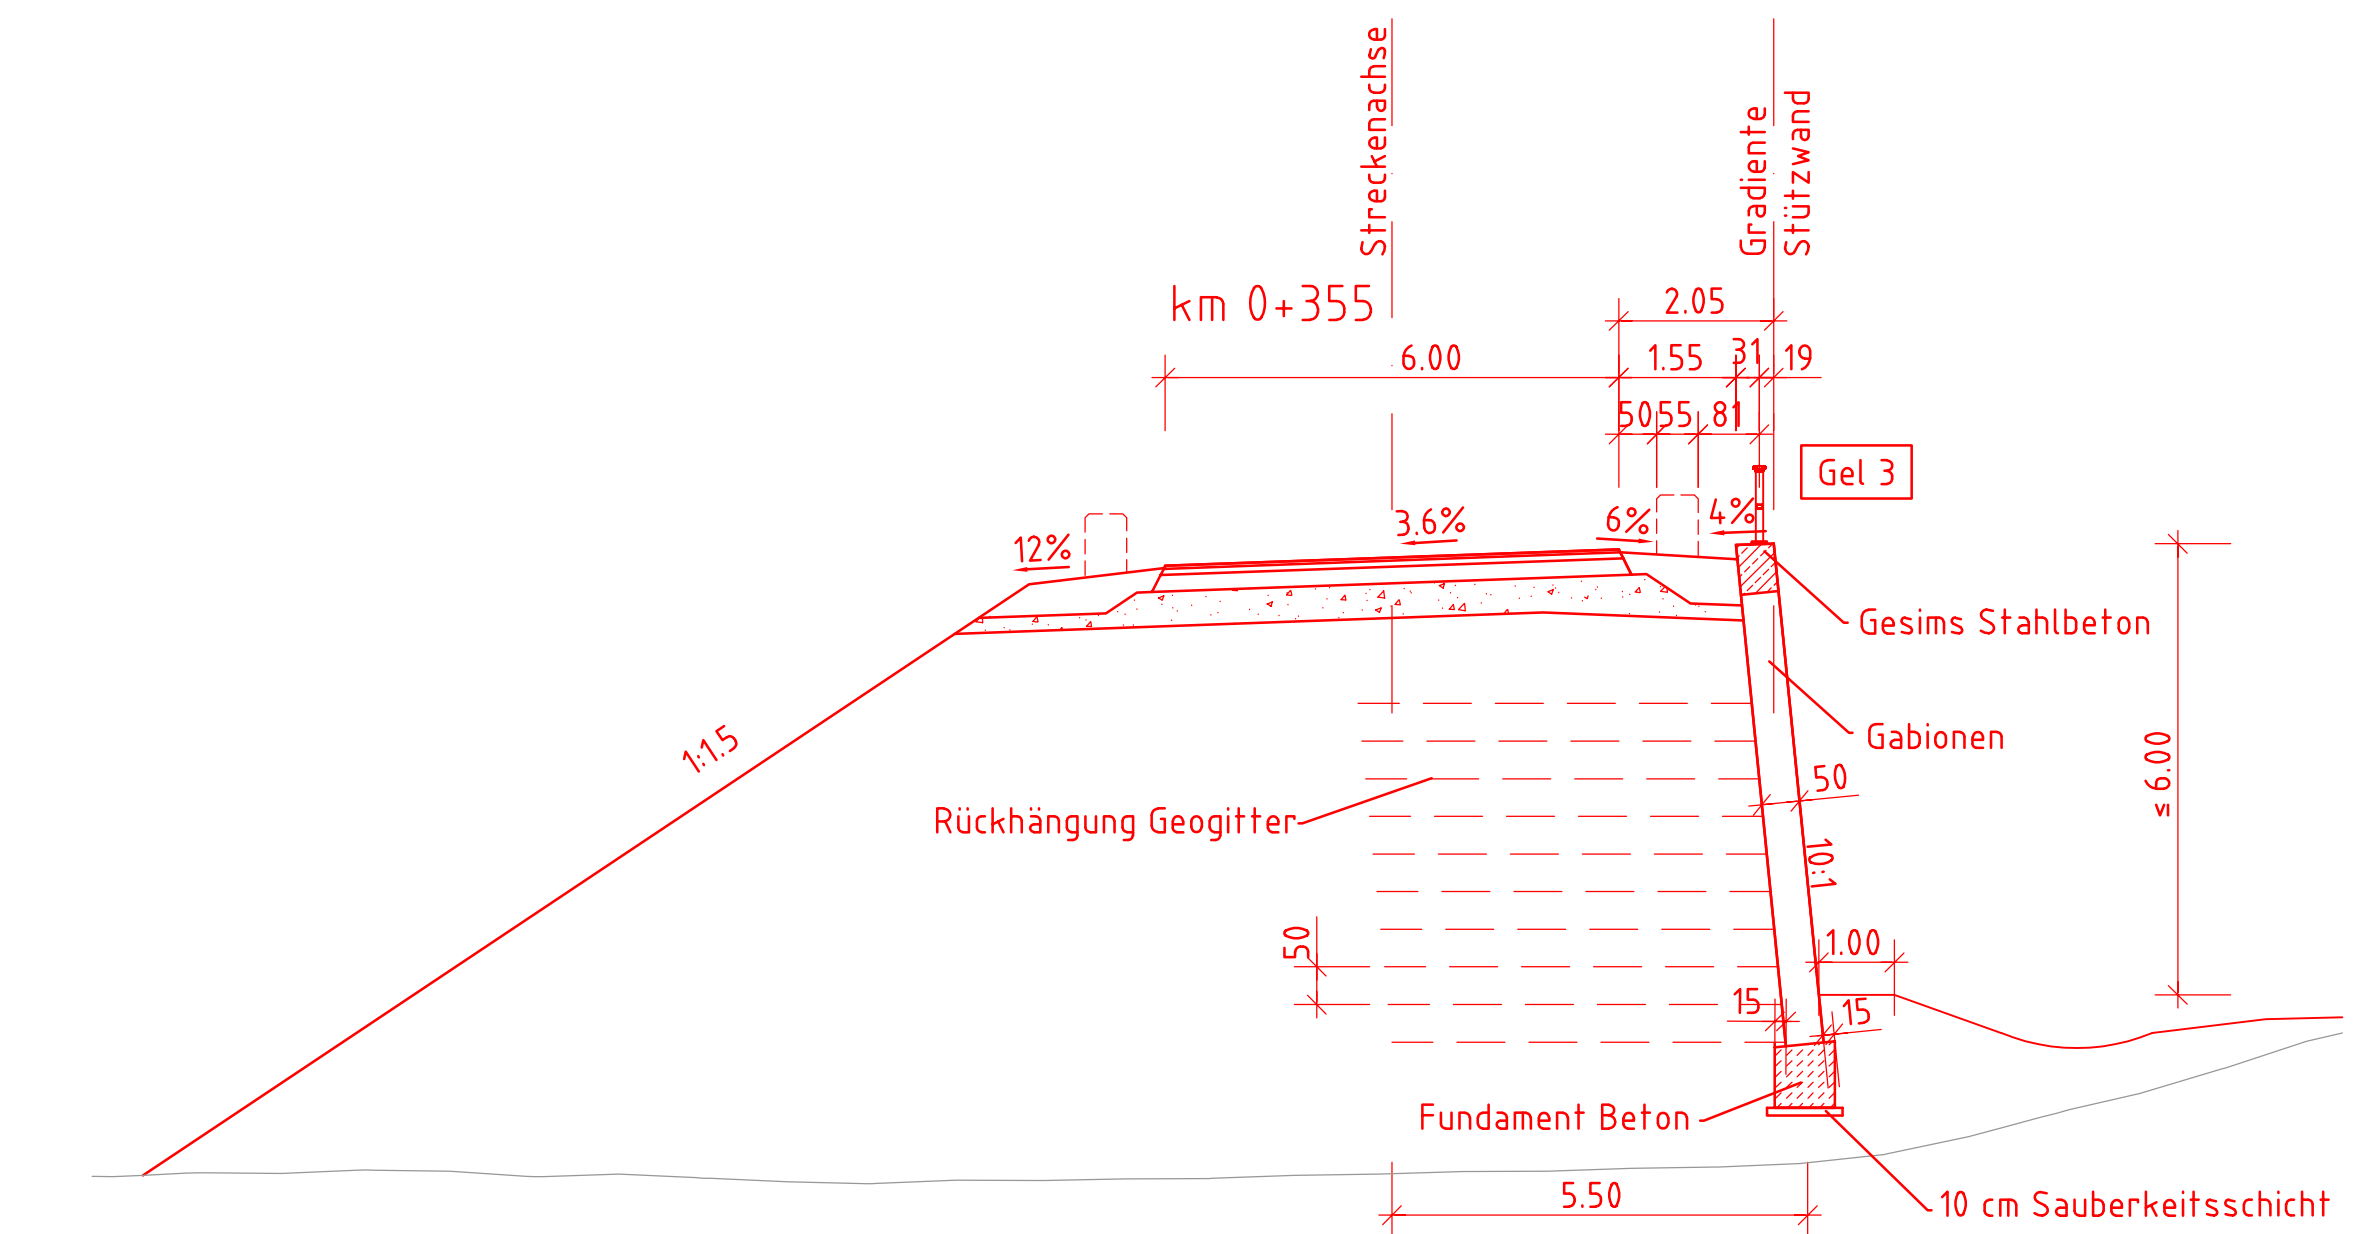 Streckenachse
Gradiente
Stützwand
km 0+355
2.05
6.00
1.55
31
19
50
55
81
Gel 3
12%
3.6%
6%
4%
Gesims Stahlbeton
Gabionen
1:1.5
≤ 6.00
50
Rückhängung Geogitter
10:1
50
1.00
15
15
Fundament Beton
5.50
10 cm Sauberkeitsschicht